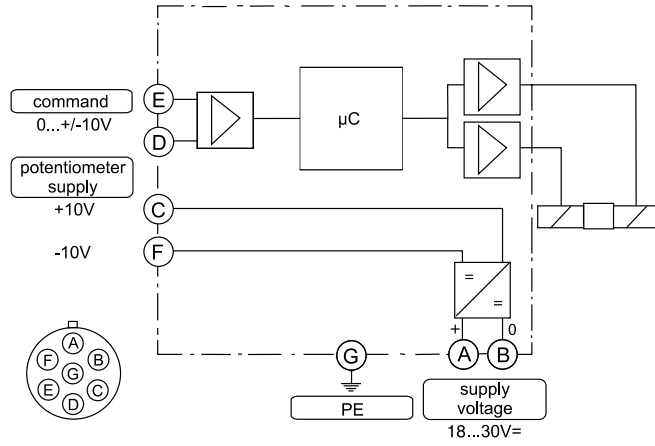 command
0...+/-10V
E
D
µC
potentiometer
supply
+10V
C
-10V
F
=
=
+
0
A
B
G
PE
supply
voltage
18...30V=
A
F
B
G
E
C
D